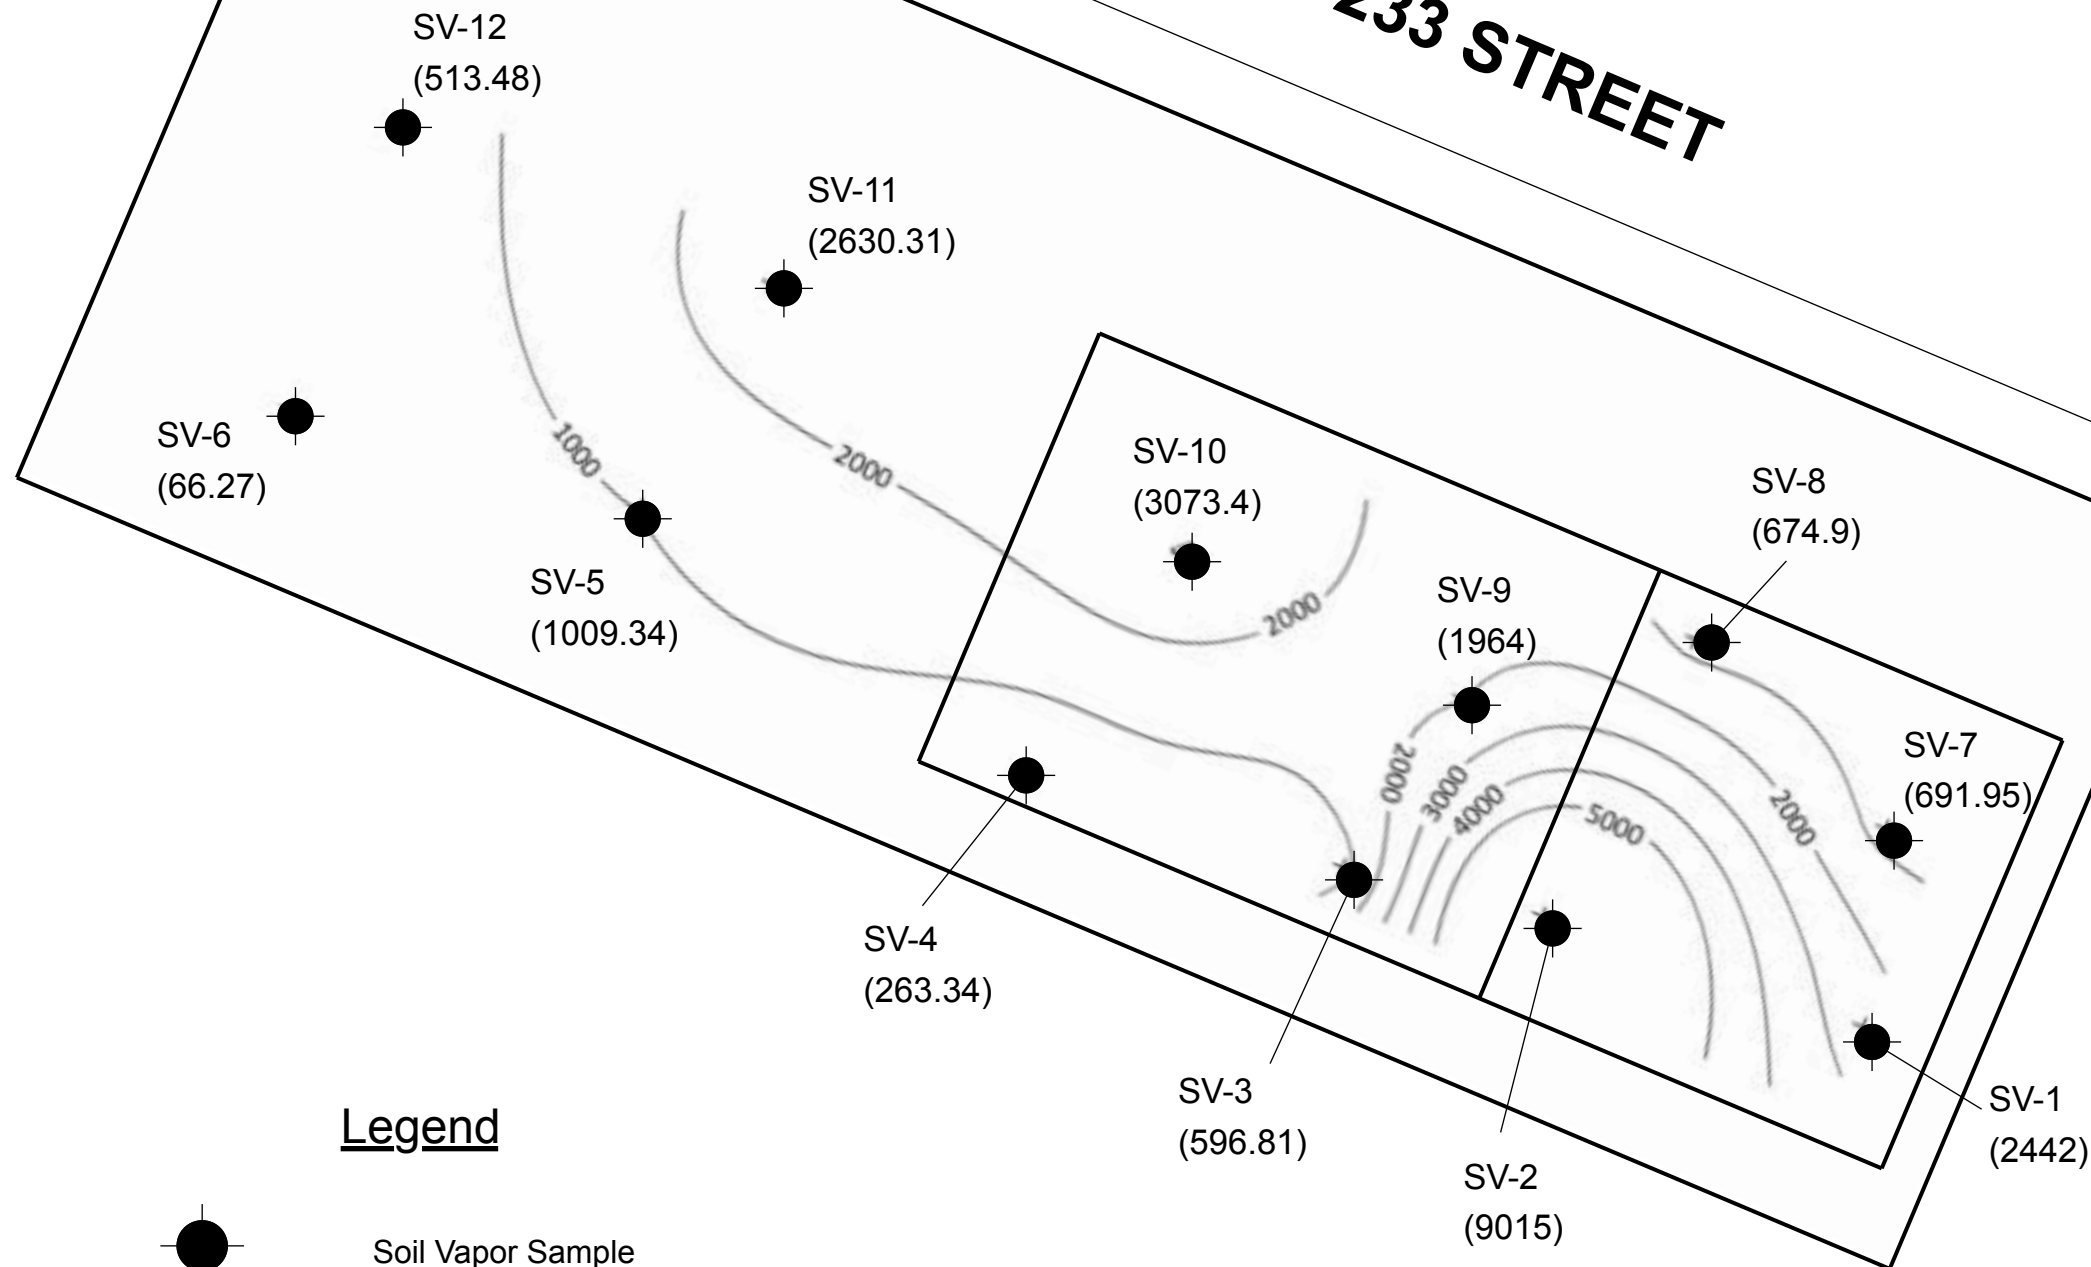 233 STREET
SV-12
(513.48)
SV-11
(2630.31)
SV-6
(66.27)
1000
2000
SV-5
(1009.34)
SV-10
(3073.4)
2000
SV-9
(1964)
SV-8
(674.9)
SV-7
(691.95)
2000
3000
4000
5000
2000
SV-4
(263.34)
SV-3
(596.81)
SV-2
(9015)
SV-1
(2442)
Legend
Soil Vapor Sample